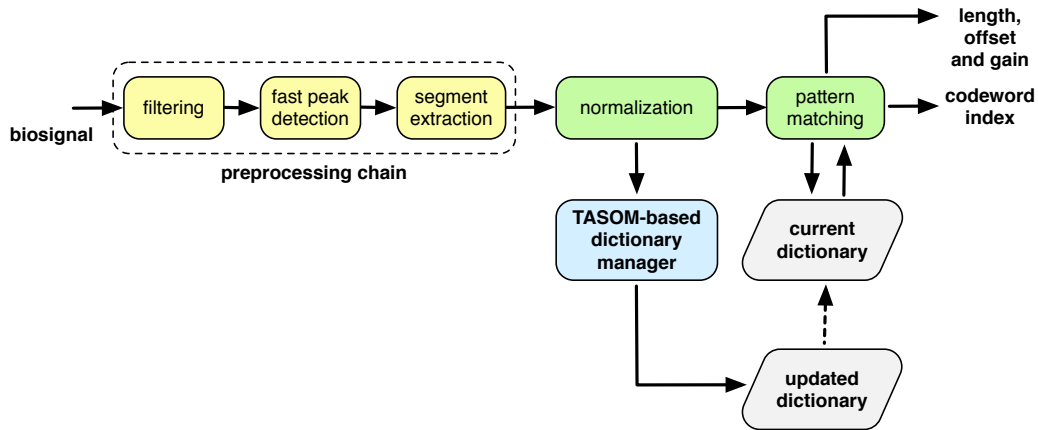 biosignal
filtering
fast peak
detection
segment
extraction
preprocessing chain
normalization
pattern
matching
length,
offset
and gain
codeword
index
TASOM-based
dictionary
manager
current
dictionary
updated
dictionary